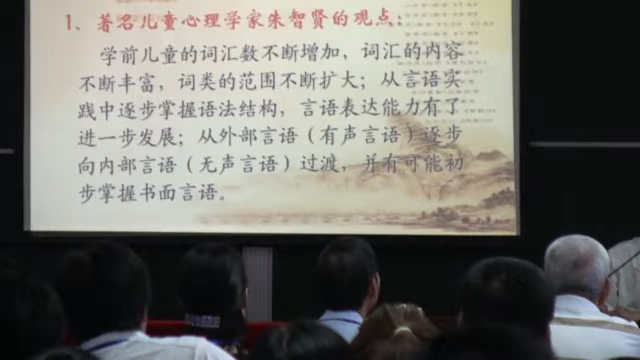 1、著名儿童心理学家朱智贤的观点：
学前儿童的词汇数不断增加，词汇的内容
不断丰富，词类的范围不断扩大；从言语实
践中逐步掌握语法结构，言语表达能力有了
进一步发展；从外部言语（有声言语）逐步
向内部言语（无声言语）过渡，并有可能初
步掌握书面言语。